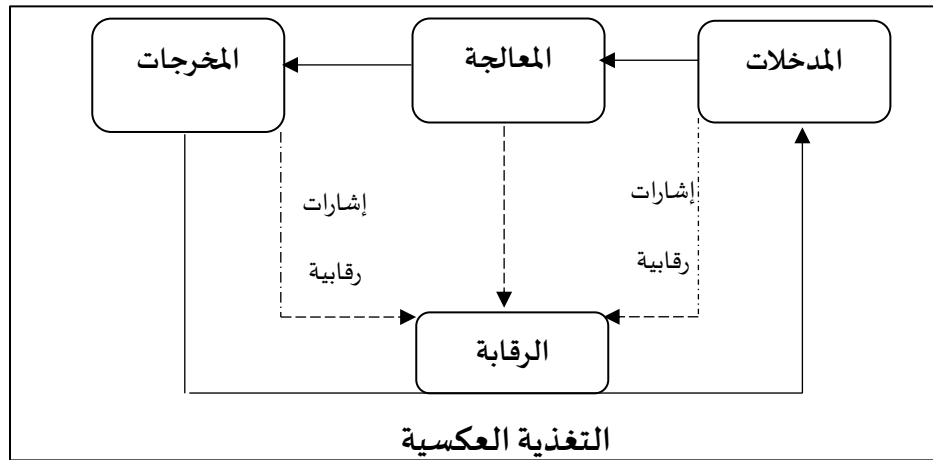 المدخلات
المعالجة
المخرجات
إشارات
رقابية
إشارات
رقابية
الرقابة
التغذية العكسية